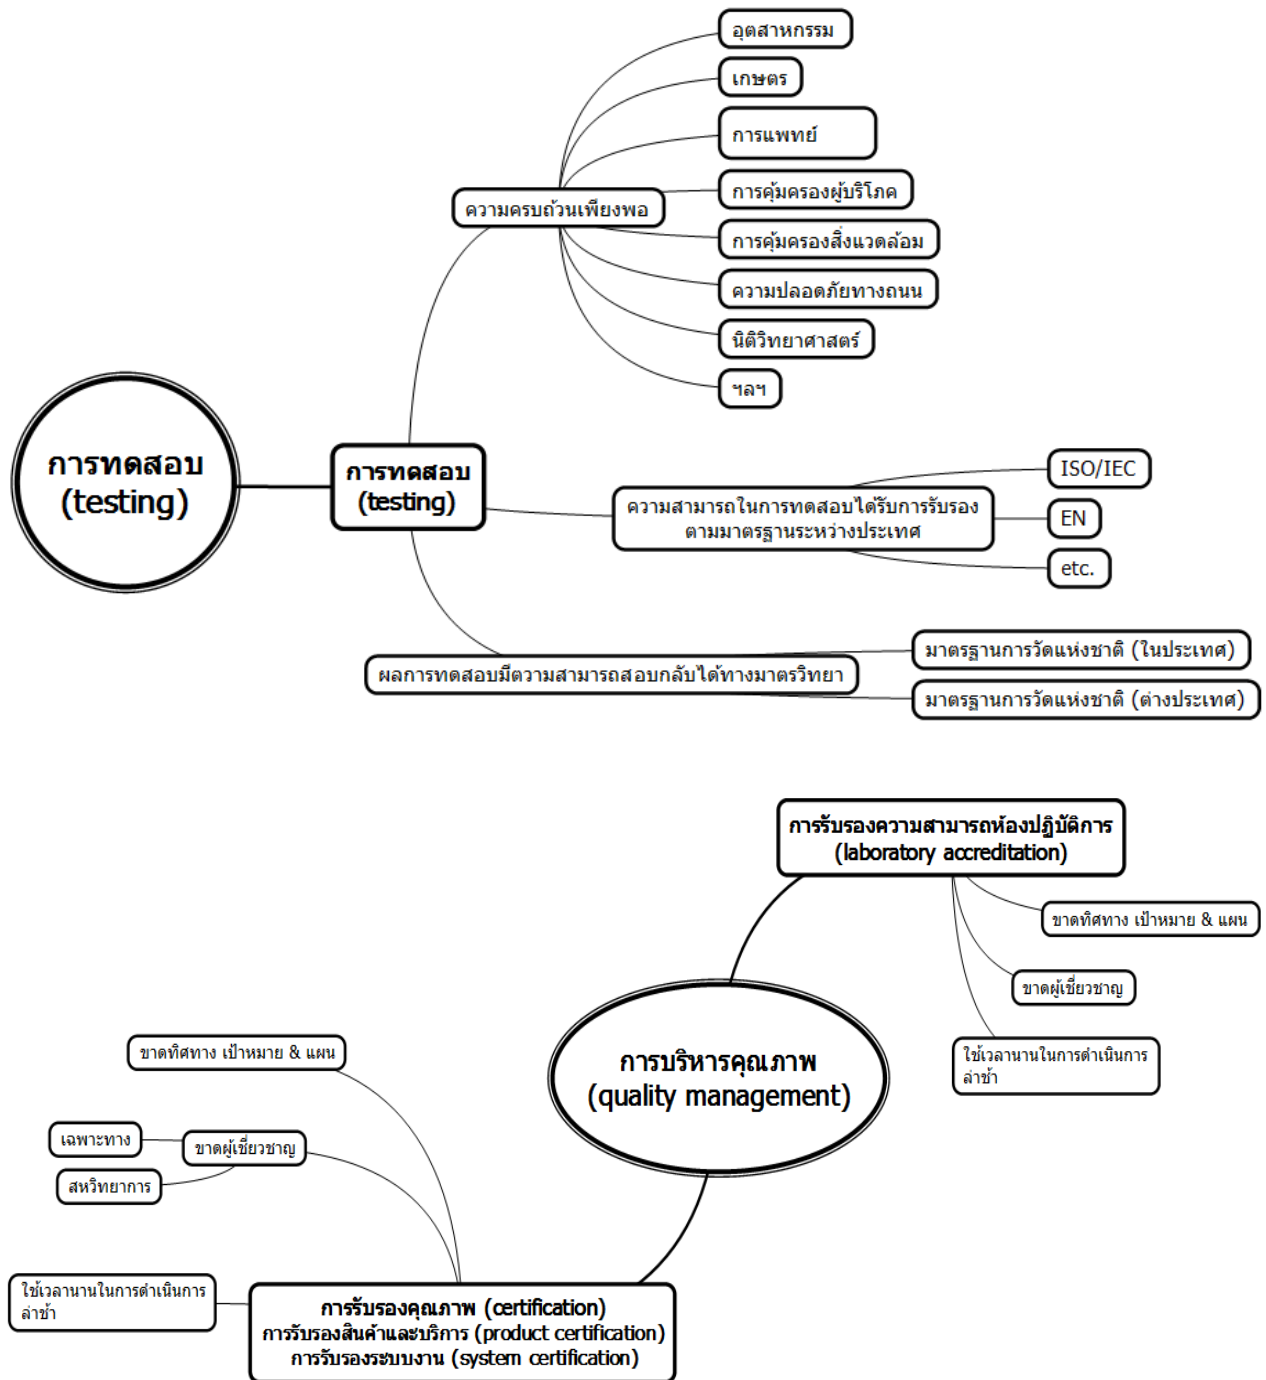 อุตสาหกรรม
เกษตร
การแพทย์
การคุ้มครองผู้บริโภค
ความครบถ้วนเพียงพอ
การคุ้มครองสิ่งแวดล้อม
ความปลอดภัยทางถนน
นิติวิทยาศาสตร์
ฯลฯ
การทดสอบ
(testing)
การทดสอบ
(testing)
ความสามารถในการทดสอบได้รับการรับรอง
ตามมาตรฐานระหว่างประเทศ
ISO/IEC
EN
etc.
ผลการทดสอบมีตวามสามารถสอบกลับได้ทางมาตรวิทยา
มาตรฐานการวัดแห่งชาติ (ในประเทศ)
มาตรฐานการวัดแห่งชาติ (ต่างประเทศ)
การรับรองความสามารถห้องปฏิบัติการ
(laboratory accreditation)
ขาดทิศทาง เป้าหมาย & แผน
ขาดผู้เชี่ยวชาญ
ใช้เวลานานในการดำเนินการ
ล่าช้า
การบริหารคุณภาพ
(quality management)
ขาดทิศทาง เป้าหมาย & แผน
เฉพาะทาง
ขาดผู้เชี่ยวชาญ
สหวิทยาการ
ใช้เวลานานในการดำเนินการ
ล่าช้า
การรับรองคุณภาพ (certification)
การรับรองสินค้าและบริการ (product certification)
การรับรองระบบงาน (system certification)